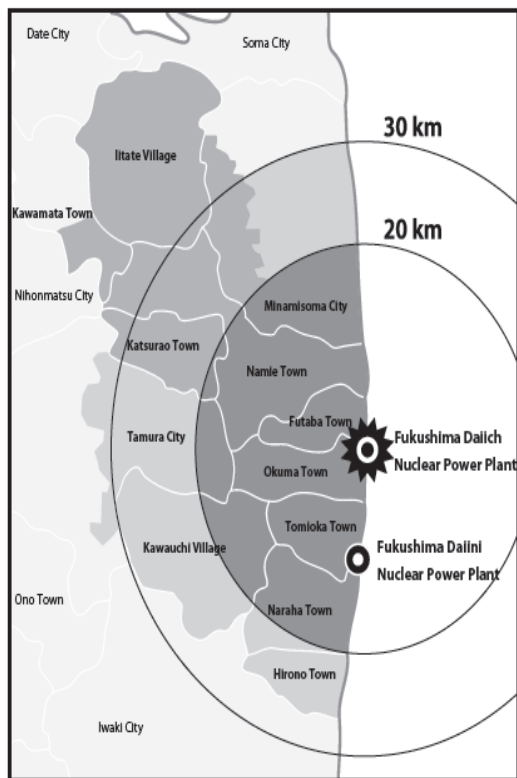 Date City
Soma City
30 km
Iitate Village
Kawamata Town
20 km
Nihonmatsu City
Minamisoma City
Katsurao Town
Namie Town
Futaba Town
Tamura City
Fukushima Daiich
Nuclear Power Plant
Okuma Town
Tomioka Town
Kawauchi Village
Fukushima Daiini
Nuclear Power Plant
Ono Town
Naraha Town
Hirono Town
Iwaki City